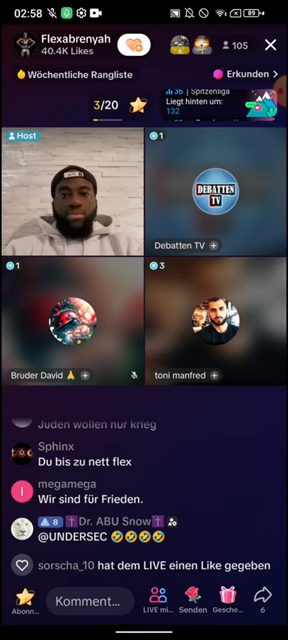 02:58
89
Flexabrenyah
40.4K Likes
105
Wöchentliche Rangliste
Erkunden >
3/20
36 | Spitzenliga
Liegt hinten um:
132
Host
1
DEBATTEN
TV
Debatten TV +
1
3
Bruder David 🙏 +
toni manfred +
Juden wollen nur krieg
Sphinx
Du bis zu nett flex
megamega
I
Wir sind für Frieden.
8 ✝️Dr. ABU Snow✝️
@UNDERSEC 🤣🤣🤣🤣
sorscha_10 hat dem LIVE einen Like gegeben
Abonn...
Komment...
LIVE mi...
Senden
Gesche...
6